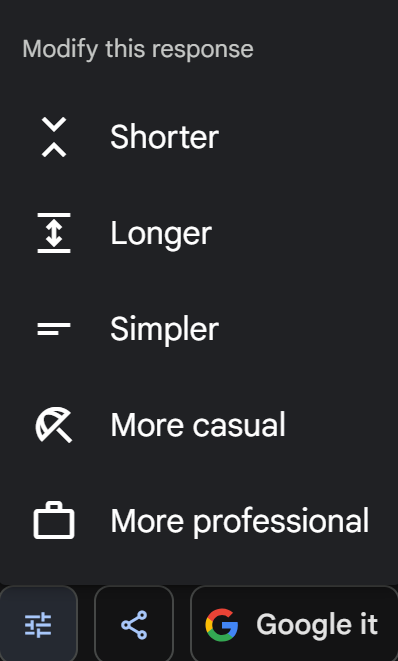 Modify this response
Shorter
Longer
Simpler
More casual
More professional
Google it